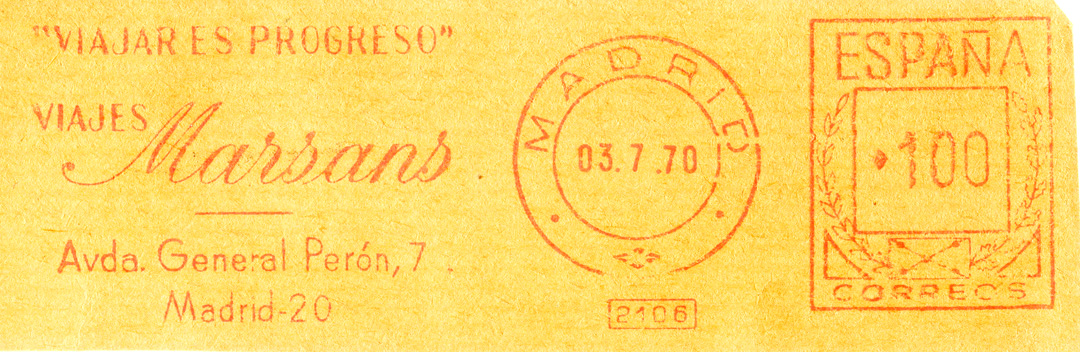 "VIAJAR ES PROGRESO"
VIAJES
Marsans
Avda. General Perón, 7.
Madrid-20
MADRID
03.7.70
2106
ESPAÑA
100
CORREOS